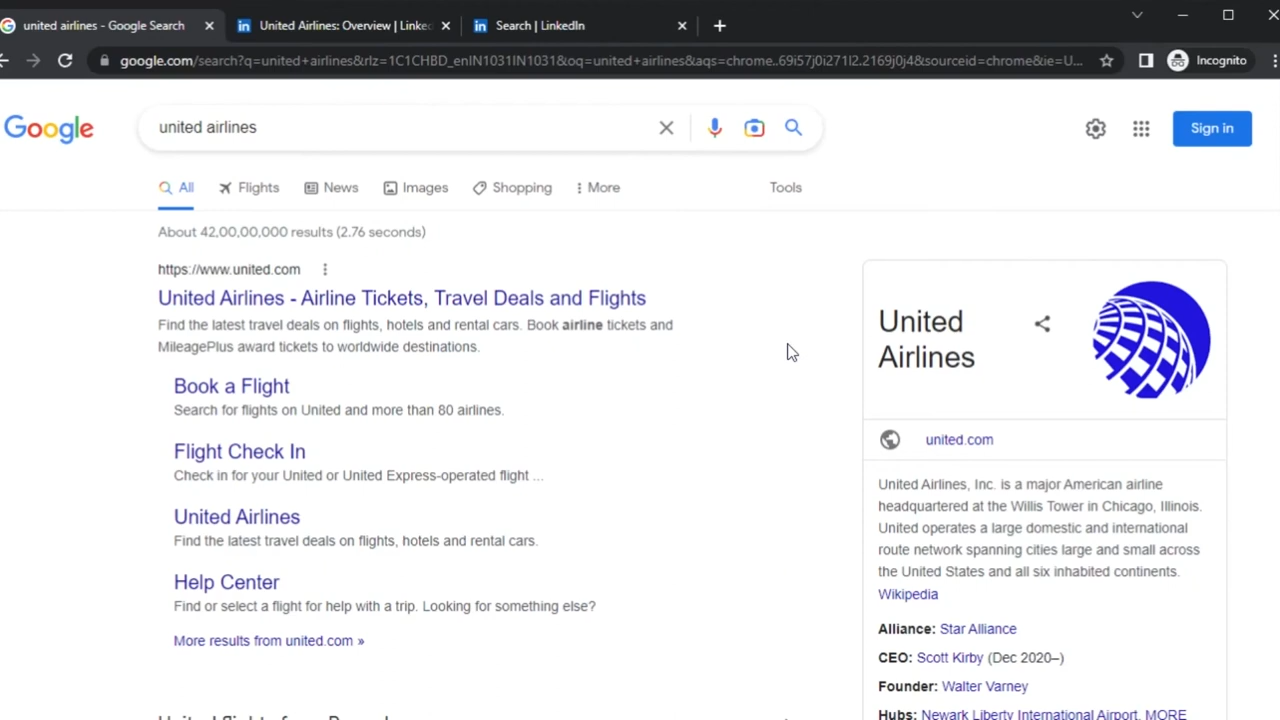 united airlines - Google Search
United Airlines: Overview | Linke
Search | LinkedIn
google.com/search?q=united+airlines&rlz=1C1CHBD_enIN1031IN1031&oq=united+airlines&aqs=chrome..69i57j0i271l2.2169j0j4&sourceid=chrome&ie=U...
Incognito
Google
united airlines
Sign in
All
Flights
News
Images
Shopping
More
Tools
About 42,00,00,000 results (2.76 seconds)
https://www.united.com
United Airlines - Airline Tickets, Travel Deals and Flights
Find the latest travel deals on flights, hotels and rental cars. Book airline tickets and
MileagePlus award tickets to worldwide destinations.
Book a Flight
Search for flights on United and more than 80 airlines.
Flight Check In
Check in for your United or United Express-operated flight ...
United Airlines
Find the latest travel deals on flights, hotels and rental cars.
Help Center
Find or select a flight for help with a trip. Looking for something else?
More results from united.com »
United
Airlines
united.com
United Airlines, Inc. is a major American airline
headquartered at the Willis Tower in Chicago, Illinois.
United operates a large domestic and international
route network spanning cities large and small across
the United States and all six inhabited continents.
Wikipedia
Alliance: Star Alliance
CEO: Scott Kirby (Dec 2020–)
Founder: Walter Varney
Hubs: Newark Liberty International Airport, MORE